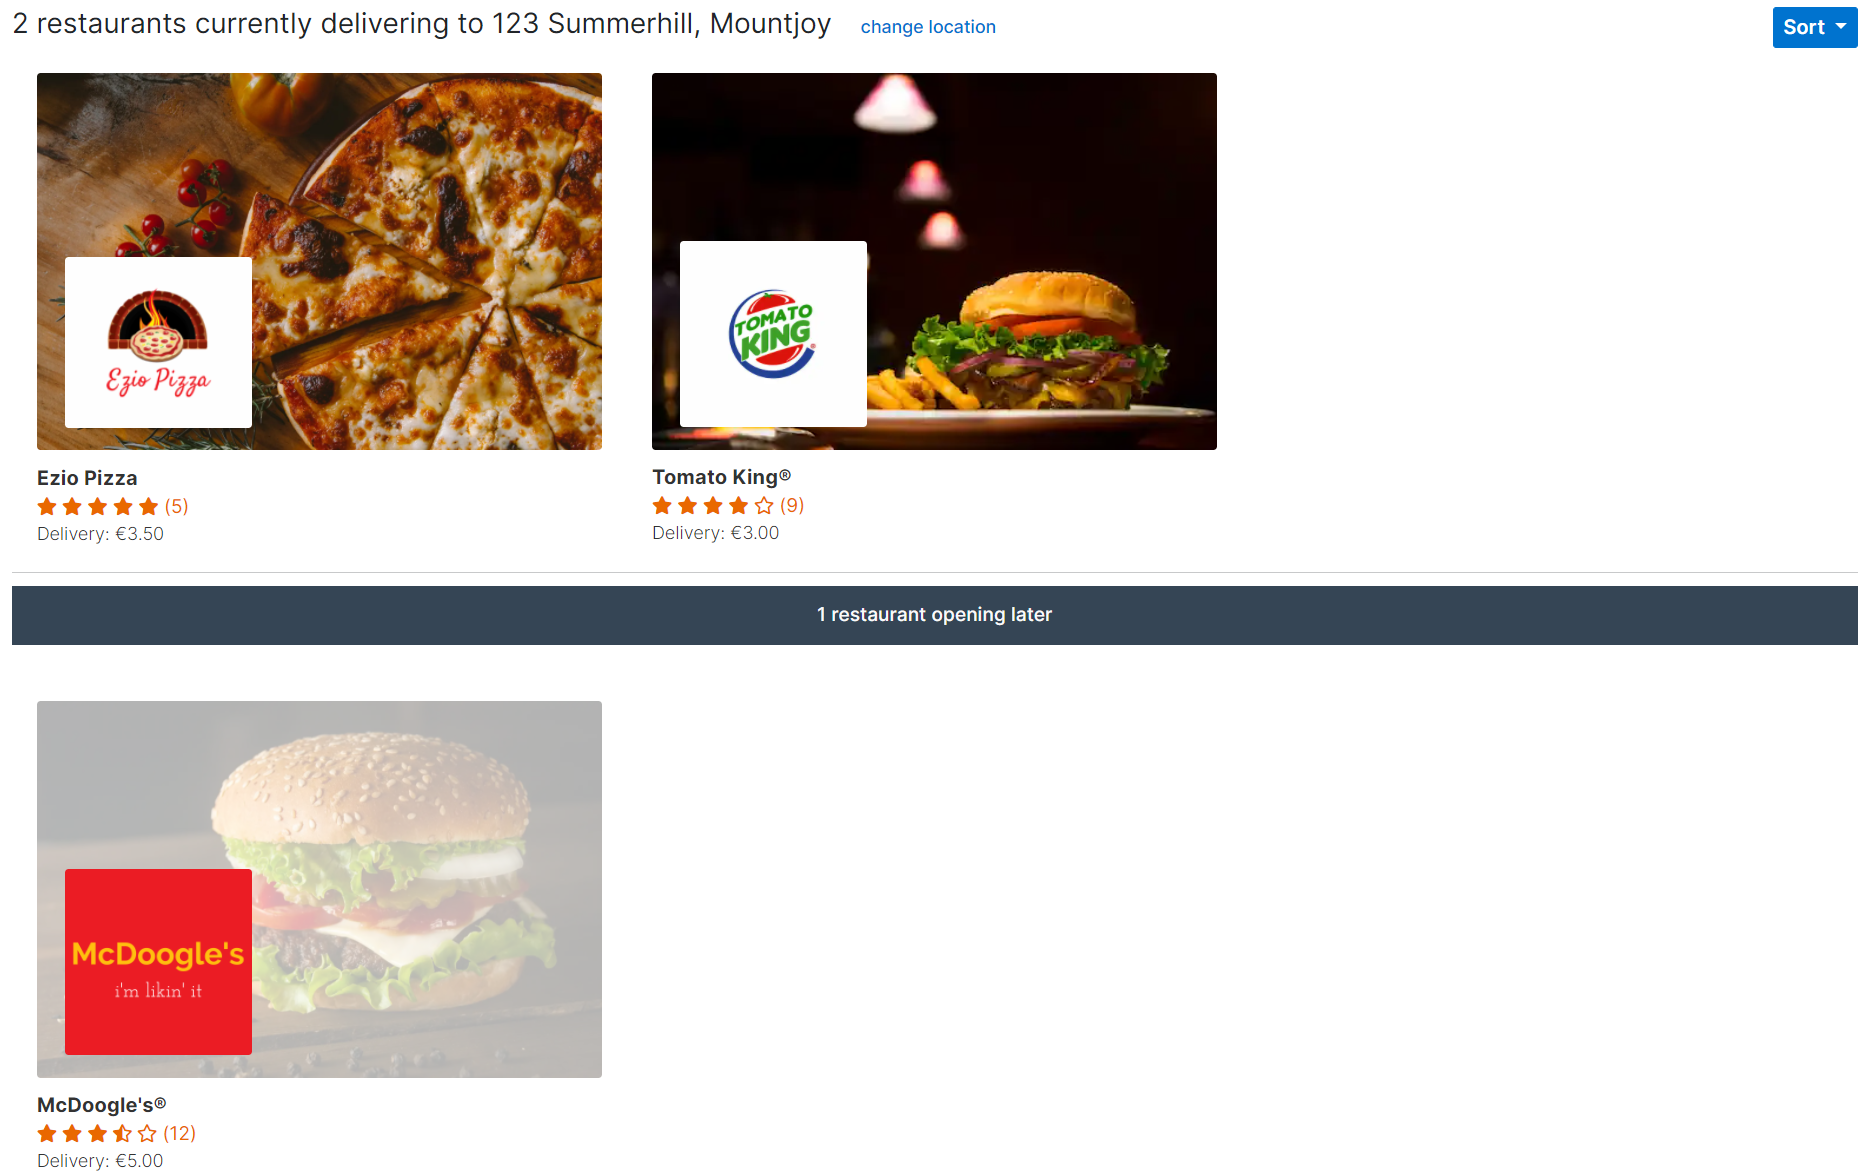 2 restaurants currently delivering to 123 Summerhill, Mountjoy change location
Sort
Ezio Pizza
TOMATO
KING®
Ezio Pizza
(5)
Delivery: €3.50
Tomato King®
(9)
Delivery: €3.00
1 restaurant opening later
McDoogle's
i'm likin' it
McDoogle's®
(12)
Delivery: €5.00